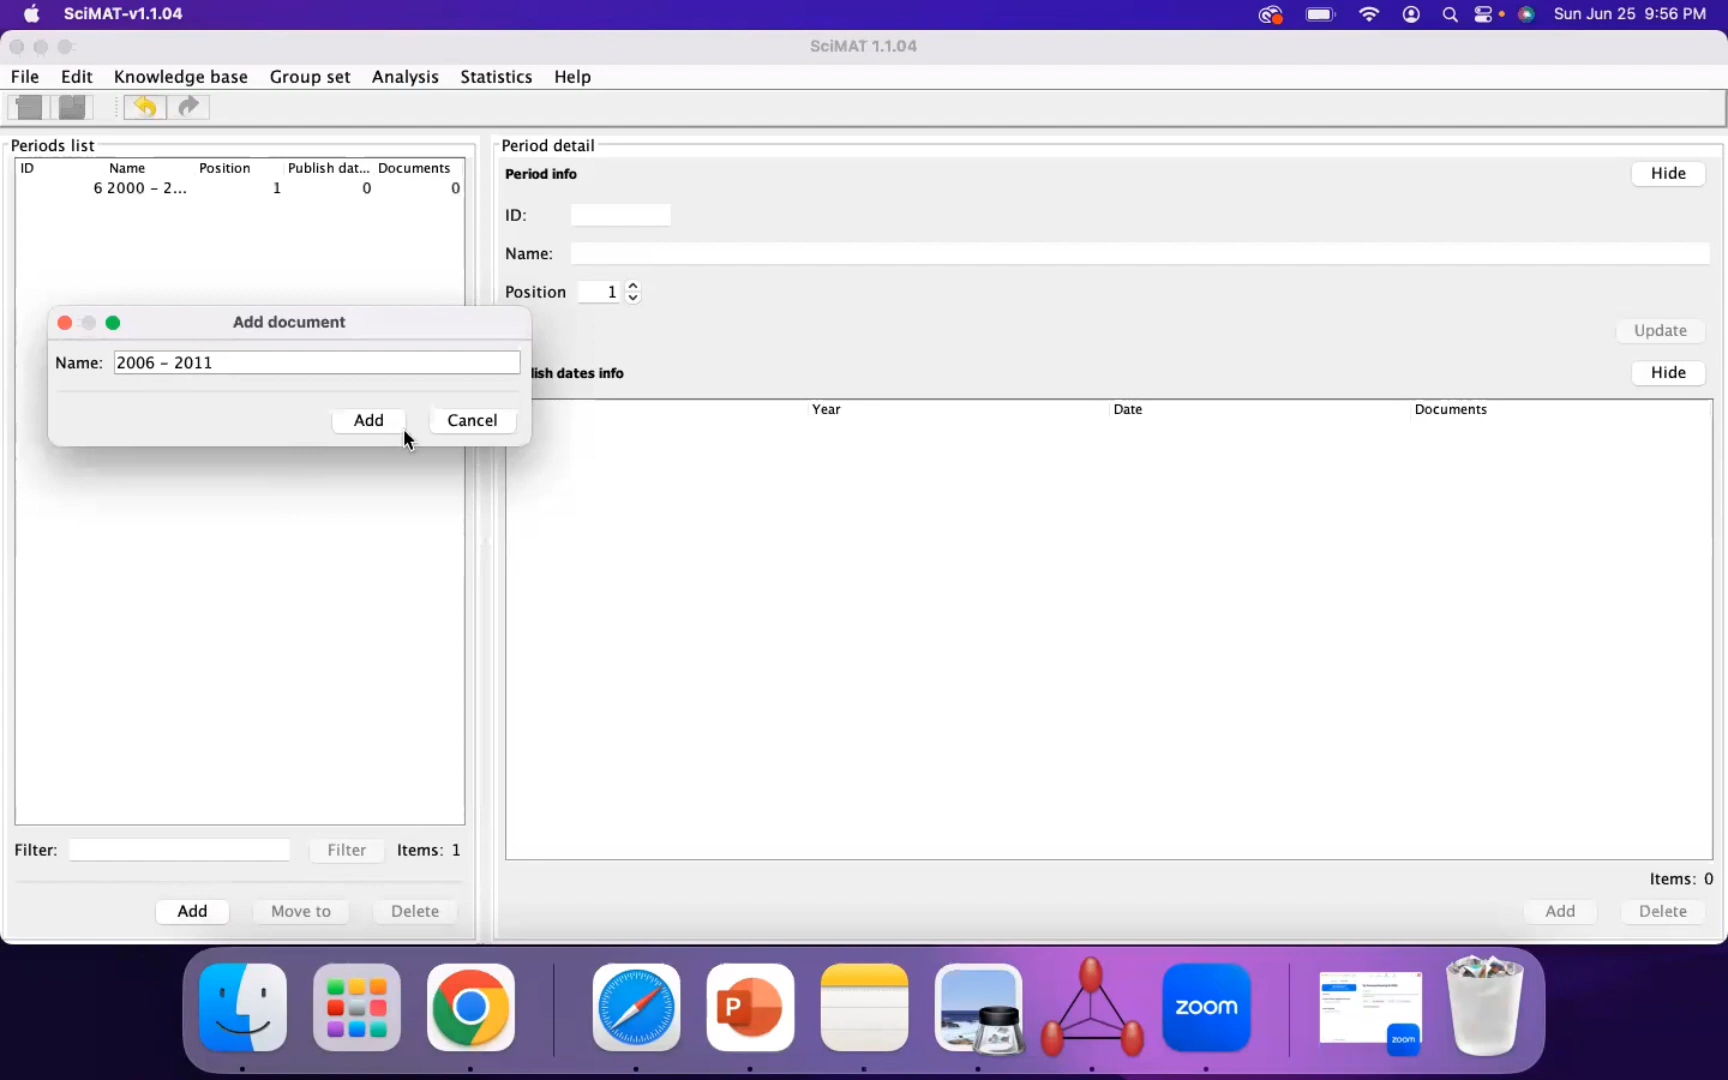 SciMAT-v1.1.04 Sun Jun 25 9:56 PM
SciMAT 1.1.04
File Edit Knowledge base Group set Analysis Statistics Help
Periods list
ID Name Position Publish dat... Documents
6 2000 - 2... 1 0 0
Period detail
Period info Hide
ID:
Name:
Position 1
Update
Add document
Name: 2006 - 2011
Add Cancel
lish dates info Hide
Year Date Documents
Filter: Filter Items: 1
Items: 0
Add Move to Delete
Add Delete
P
zoom
zoom